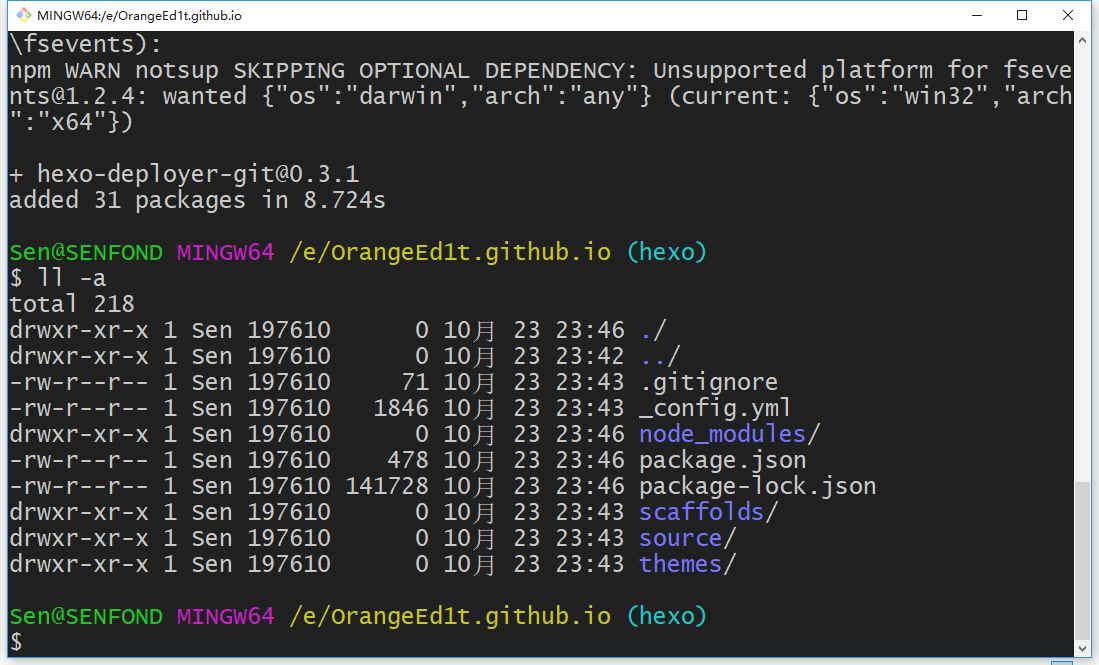 MINGW64:/e/OrangeEd1t.github.io
\fsevents):
npm WARN notsup SKIPPING OPTIONAL DEPENDENCY: Unsupported platform for fseve
nts@1.2.4: wanted {"os":"darwin","arch":"any"} (current: {"os":"win32","arch
":"x64"})
+ hexo-deployer-git@0.3.1
added 31 packages in 8.724s
Sen@SENFOND MINGW64 /e/OrangeEd1t.github.io (hexo)
$ ll -a
total 218
drwxr-xr-x 1 Sen 197610      0 10月 23 23:46 ./
drwxr-xr-x 1 Sen 197610      0 10月 23 23:42 ../
-rw-r--r-- 1 Sen 197610     71 10月 23 23:43 .gitignore
-rw-r--r-- 1 Sen 197610   1846 10月 23 23:43 _config.yml
drwxr-xr-x 1 Sen 197610      0 10月 23 23:46 node_modules/
-rw-r--r-- 1 Sen 197610    478 10月 23 23:46 package.json
-rw-r--r-- 1 Sen 197610 141728 10月 23 23:46 package-lock.json
drwxr-xr-x 1 Sen 197610      0 10月 23 23:43 scaffolds/
drwxr-xr-x 1 Sen 197610      0 10月 23 23:43 source/
drwxr-xr-x 1 Sen 197610      0 10月 23 23:43 themes/
Sen@SENFOND MINGW64 /e/OrangeEd1t.github.io (hexo)
$